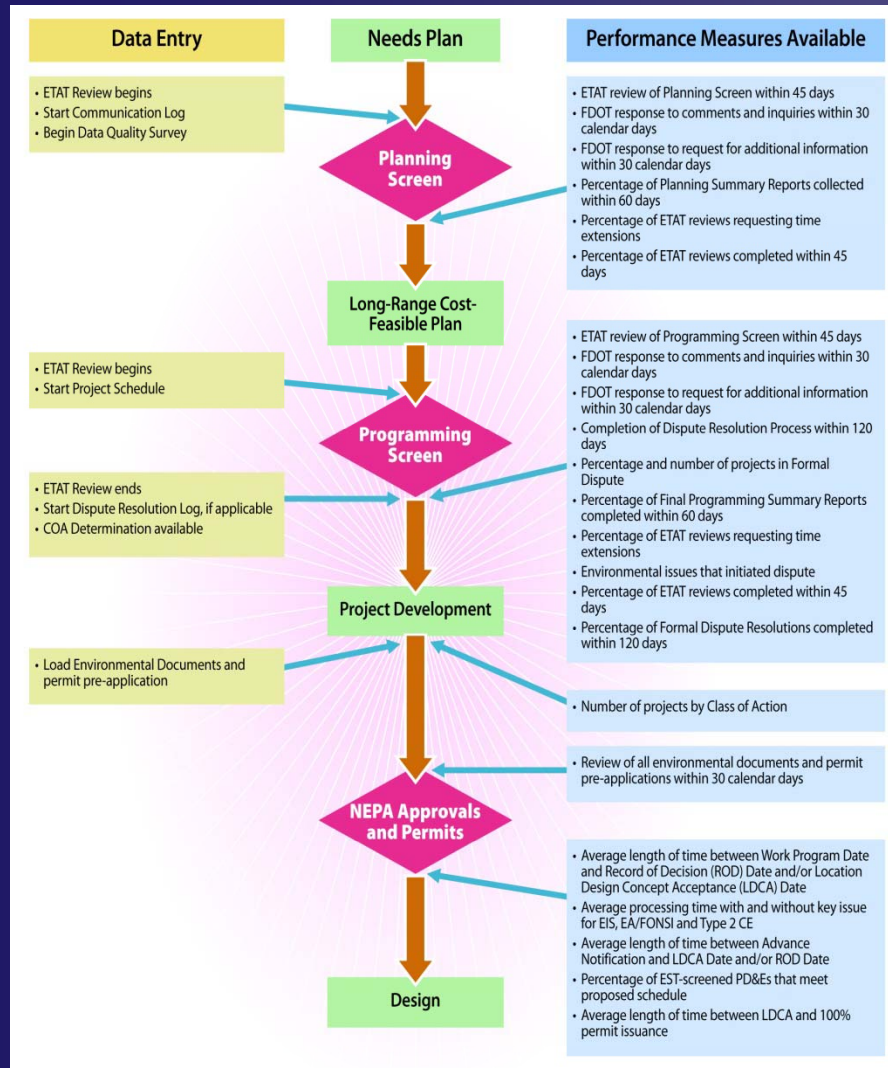 Data Entry
• ETAT Review begins
• Start Communication Log
• Begin Data Quality Survey
• ETAT Review begins
• Start Project Schedule
• ETAT Review ends
• Start Dispute Resolution Log, if applicable
• COA Determination available
• Load Environmental Documents and
permit pre-application
Needs Plan
Planning
Screen
Long-Range Cost-
Feasible Plan
Programming
Screen
Project Development
NEPA Approvals
and Permits
Design
Performance Measures Available
• ETAT review of Planning Screen within 45 days
• FDOT response to comments and inquiries within 30
calendar days
• FDOT response to request for additional information
within 30 calendar days
• Percentage of Planning Summary Reports collected
within 60 days
• Percentage of ETAT reviews requesting time
extensions
• Percentage of ETAT reviews completed within 45
days
• ETAT review of Programming Screen within 45 days
• FDOT response to comments and inquiries within 30
calendar days
• FDOT response to request for additional information
within 30 calendar days
• Completion of Dispute Resolution Process within 120
days
• Percentage and number of projects in Formal
Dispute
• Percentage of Final Programming Summary Reports
completed within 60 days
• Percentage of ETAT reviews requesting time
extensions
• Environmental issues that initiated dispute
• Percentage of ETAT reviews completed within 45
days
• Percentage of Formal Dispute Resolutions completed
within 120 days
• Number of projects by Class of Action
• Review of all environmental documents and permit
pre-applications within 30 calendar days
• Average length of time between Work Program Date
and Record of Decision (ROD) Date and/or Location
Design Concept Acceptance (LDCA) Date
• Average processing time with and without key issue
for EIS, EA/FONSI and Type 2 CE
• Average length of time between Advance
Notification and LDCA Date and/or ROD Date
• Percentage of EST-screened PD&Es that meet
proposed schedule
• Average length of time between LDCA and 100%
permit issuance